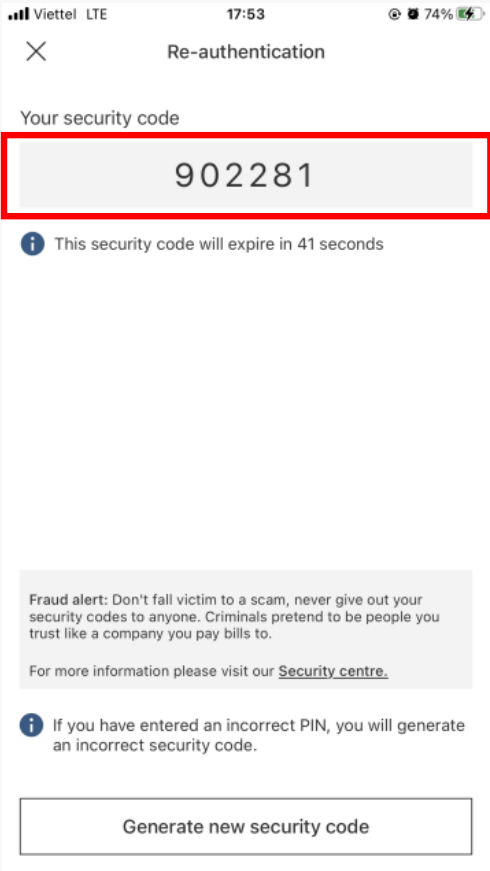 Viettel LTE 17:53 74%
Re-authentication
Your security code
902281
This security code will expire in 41 seconds
Fraud alert: Don't fall victim to a scam, never give out your
security codes to anyone. Criminals pretend to be people you
trust like a company you pay bills to.
For more information please visit our Security centre.
If you have entered an incorrect PIN, you will generate
an incorrect security code.
Generate new security code